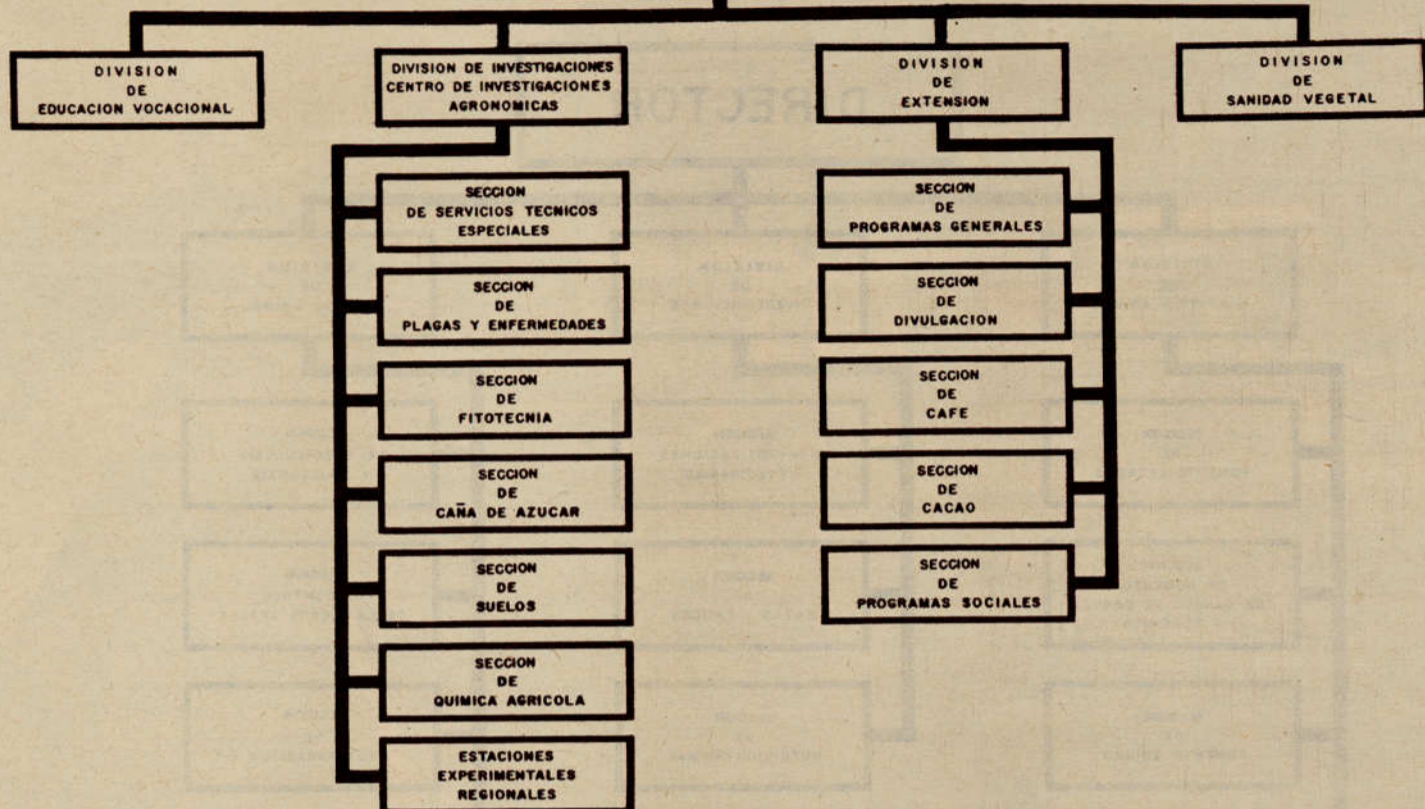 DIVISION
DE
EDUCACION VOCACIONAL
DIVISION DE INVESTIGACIONES
CENTRO DE INVESTIGACIONES
AGRONOMICAS
DIVISION
DE
EXTENSION
DIVISION
DE
SANIDAD VEGETAL
SECCION
DE SERVICIOS TECNICOS
ESPECIALES
SECCION
DE
PLAGAS Y ENFERMEDADES
SECCION
DE
FITOTECNIA
SECCION
DE
CAÑA DE AZUCAR
SECCION
DE
SUELOS
SECCION
DE
QUIMICA AGRICOLA
ESTACIONES
EXPERIMENTALES
REGIONALES
SECCION
DE
PROGRAMAS GENERALES
SECCION
DE
DIVULGACION
SECCION
DE
CAFE
SECCION
DE
CACAO
SECCION
DE
PROGRAMAS SOCIALES
DIRECTOR